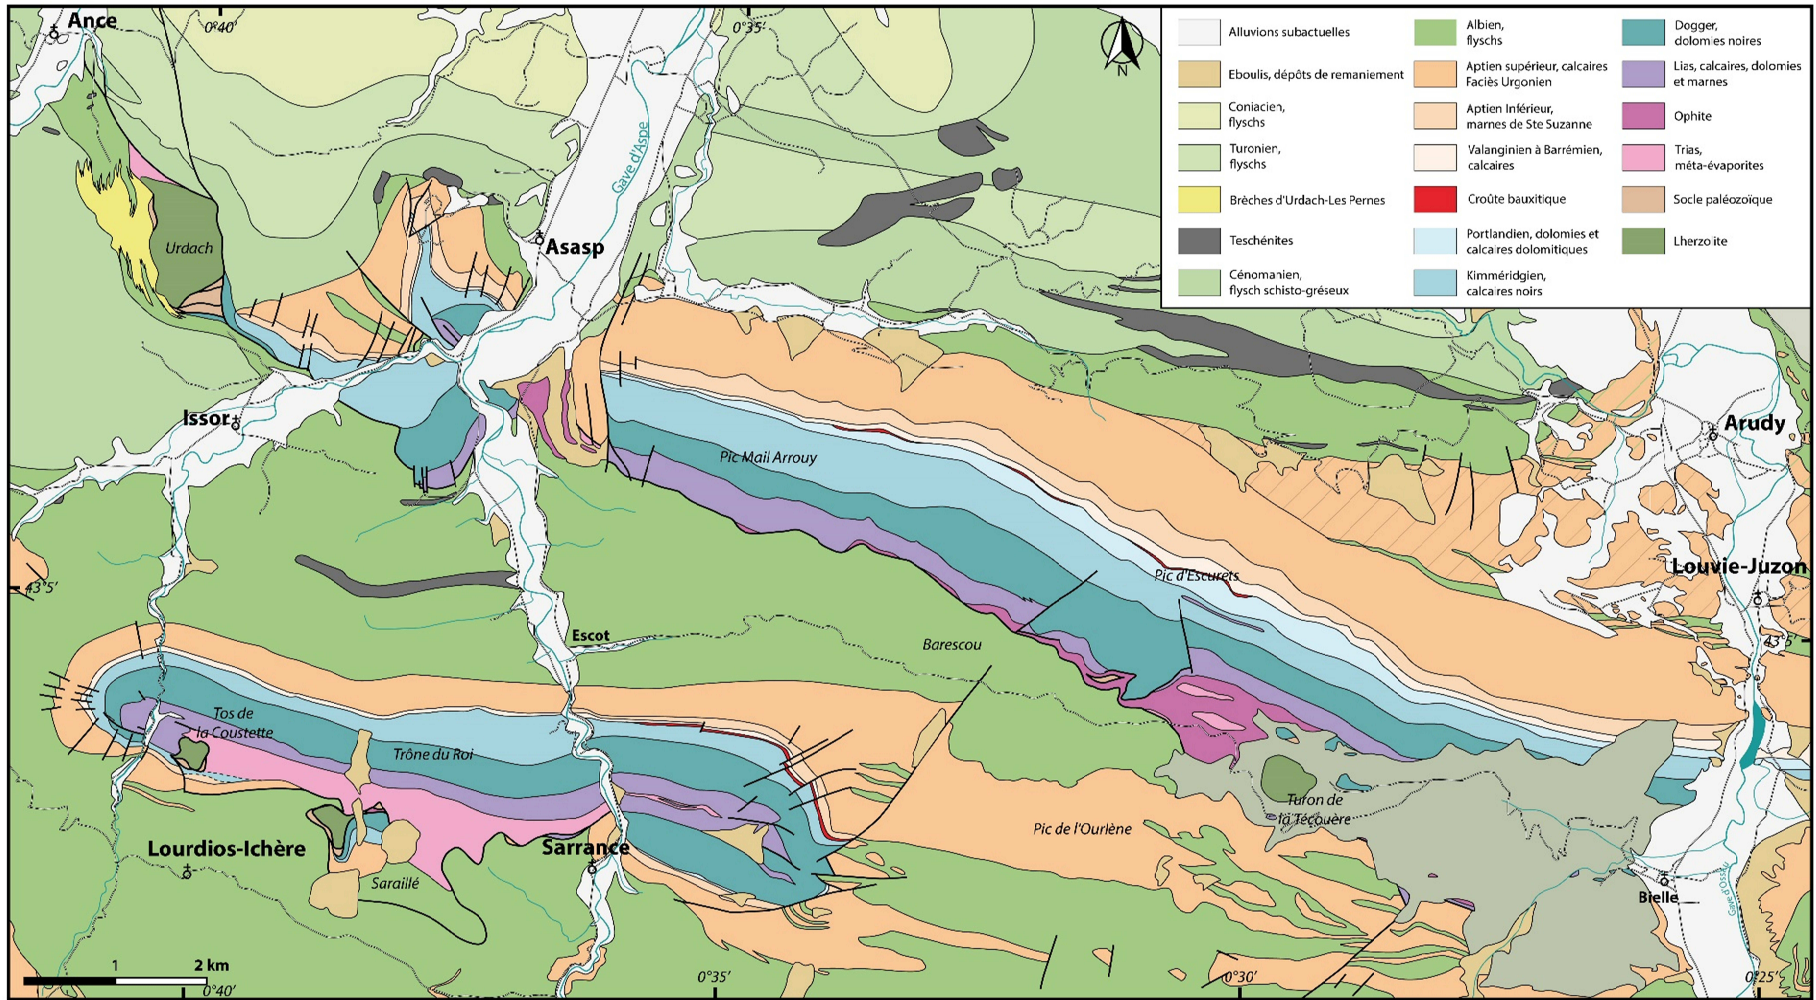 Ance
0°40'
0°35'
N
Alluvions subactuelles
Eboulis, dépôts de remaniement
Coniacien,
flyschs
Turonien,
flyschs
Brèches d'Urdach-Les Pernes
Teschénites
Cénomanien,
flysch schisto-gréseux
Albien,
flyschs
Aptien supérieur, calcaires
Faciès Urgonien
Aptien Inférieur,
marnes de Ste Suzanne
Valanginien à Barrémien,
calcaires
Croûte bauxitique
Portlandien, dolomies et
calcaires dolomitiques
Kimméridgien,
calcaires noirs
Dogger,
dolomies noires
Lias, calcaires, dolomies
et marnes
Ophite
Trias,
méta-évaporites
Socle paléozoïque
Lherzolite
Gave d'Aspe
Urdach
Asasp
Issor
Arudy
Pic Mail Arrouy
Pic d'Escurets
Louvie-Juzon
43°5'
43°5'
Escot
Barescou
Tos de
la Coustette
Trône du Roi
Turon de
la Técouère
Pic de l'Ourlène
Lourdios-Ichère
Sarrance
Saraillé
Bielle
Gave d'Ossau
1
2 km
0°40'
0°35'
0°30'
0°25'